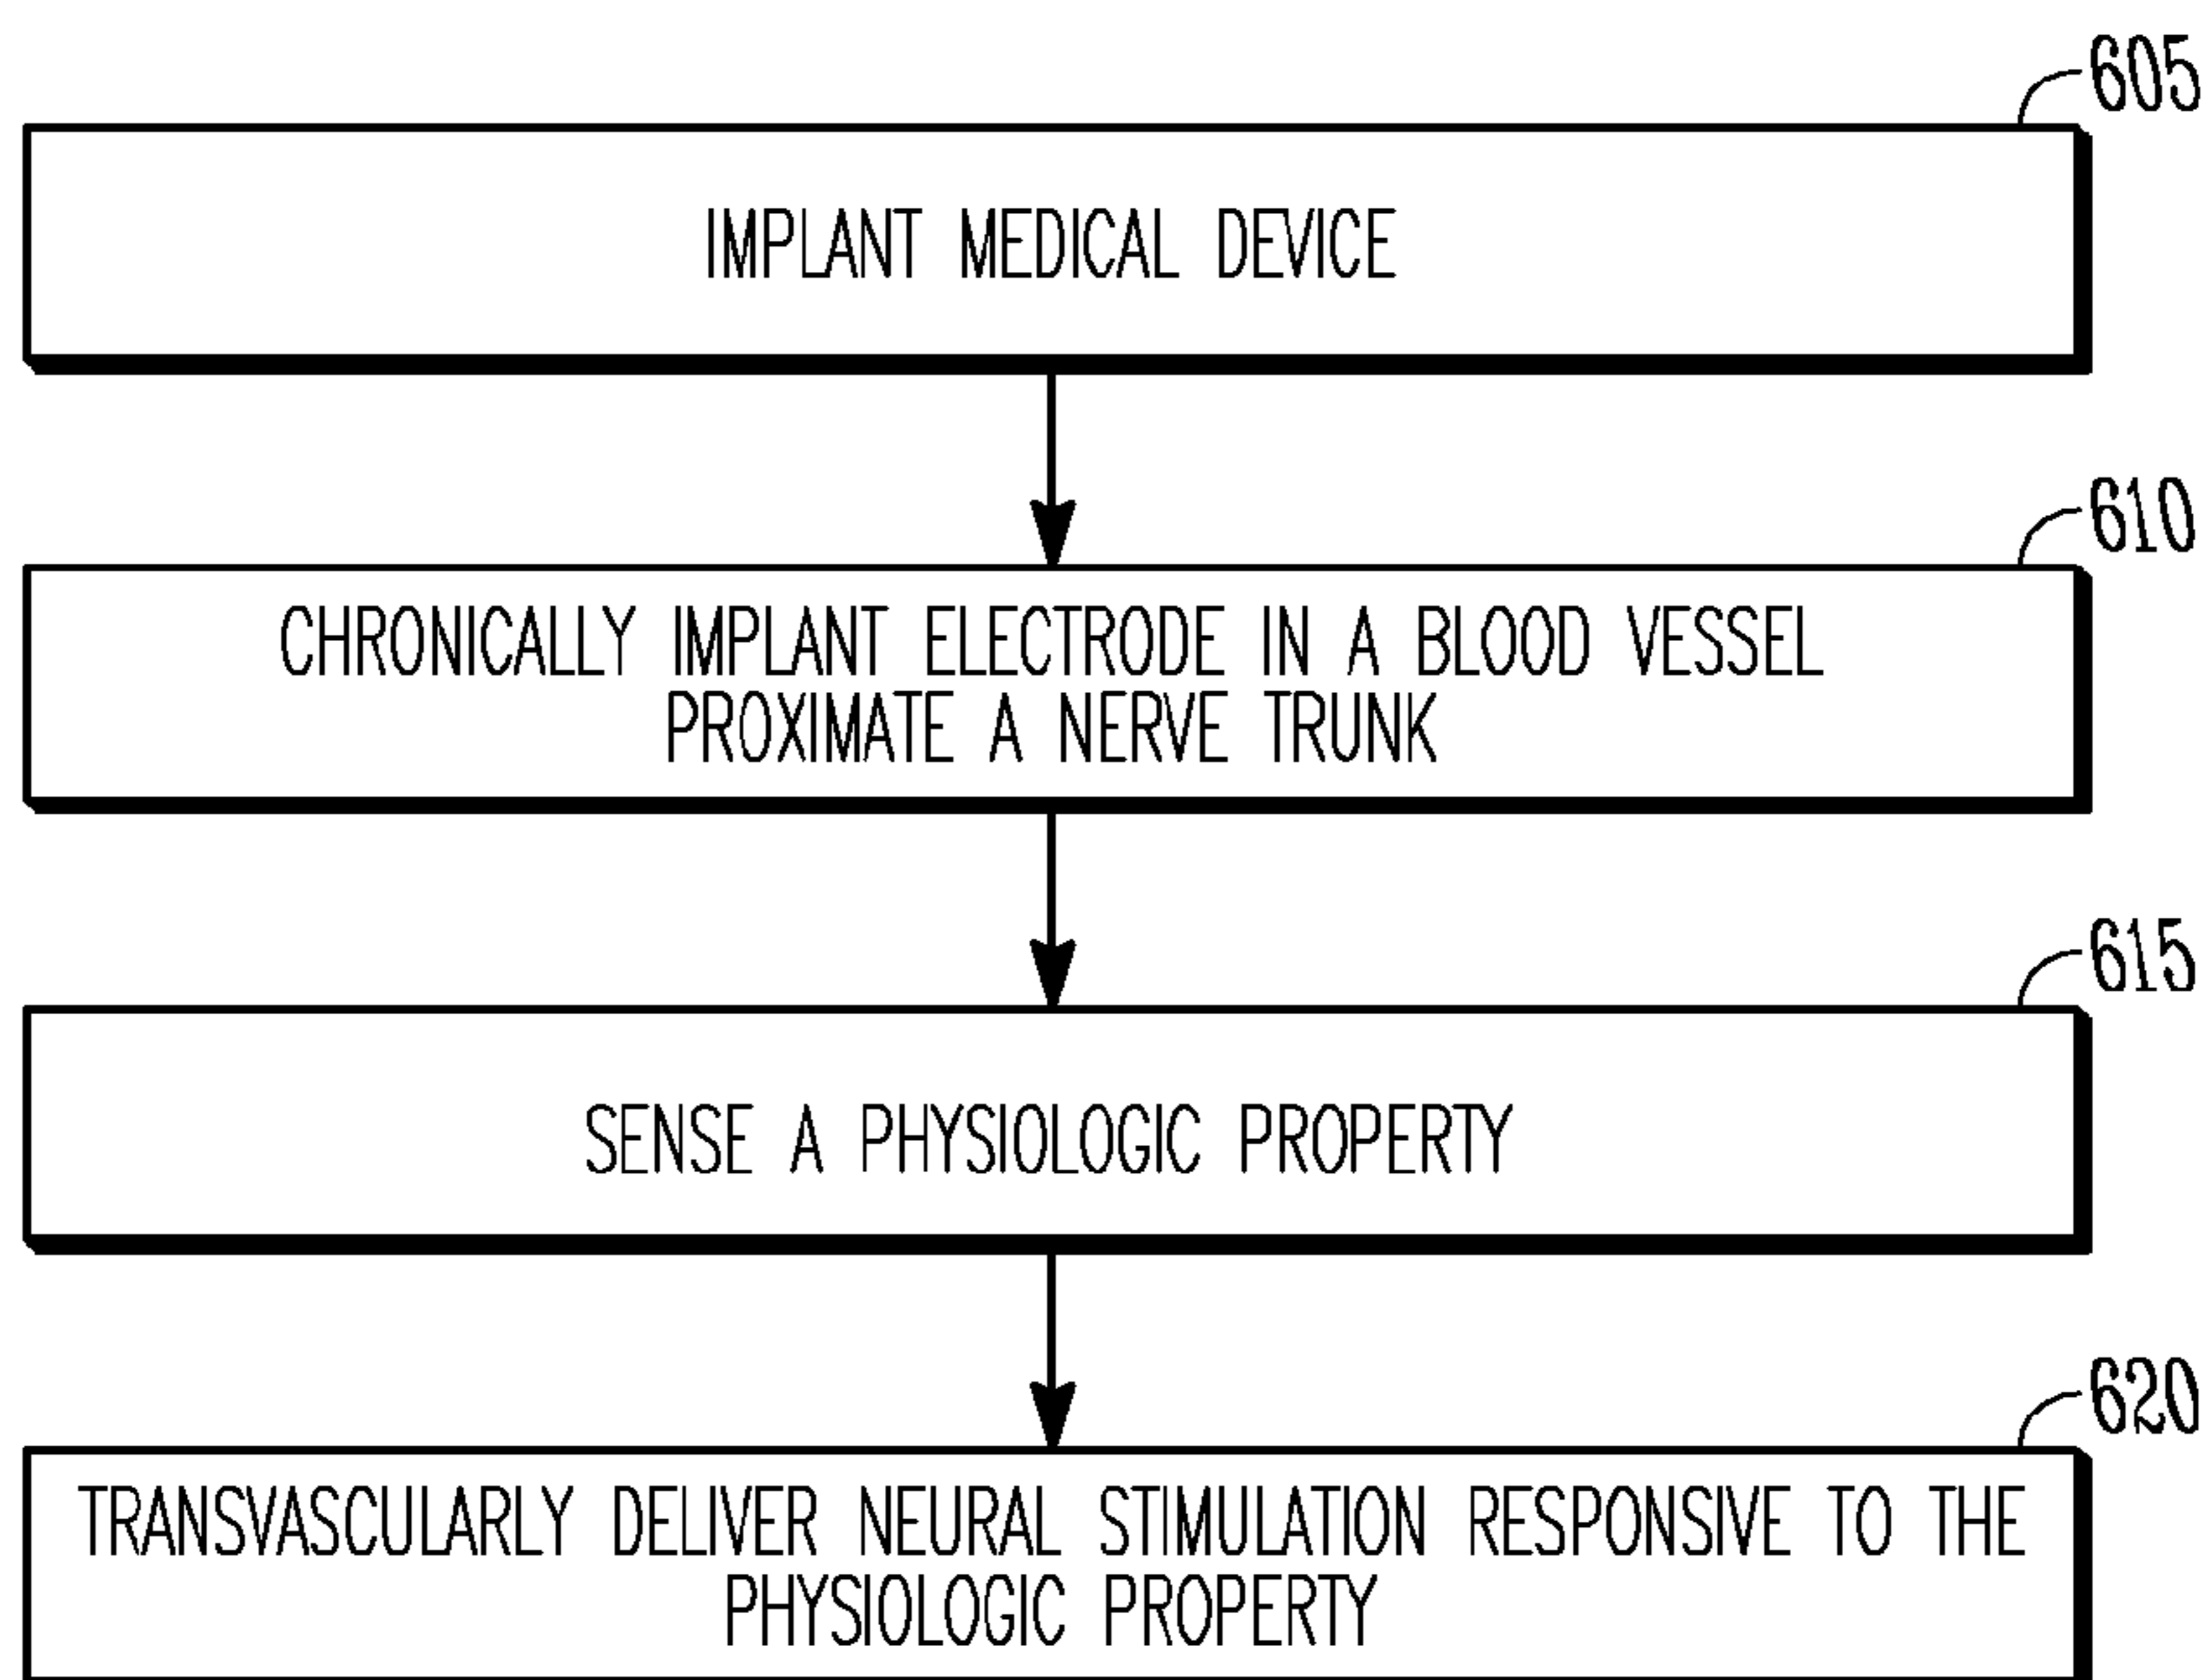 605
IMPLANT MEDICAL DEVICE
610
CHRONICALLY IMPLANT ELECTRODE IN A BLOOD VESSEL
PROXIMATE A NERVE TRUNK
615
SENSE A PHYSIOLOGIC PROPERTY
620
TRANSVASCULARLY DELIVER NEURAL STIMULATION RESPONSIVE TO THE
PHYSIOLOGIC PROPERTY